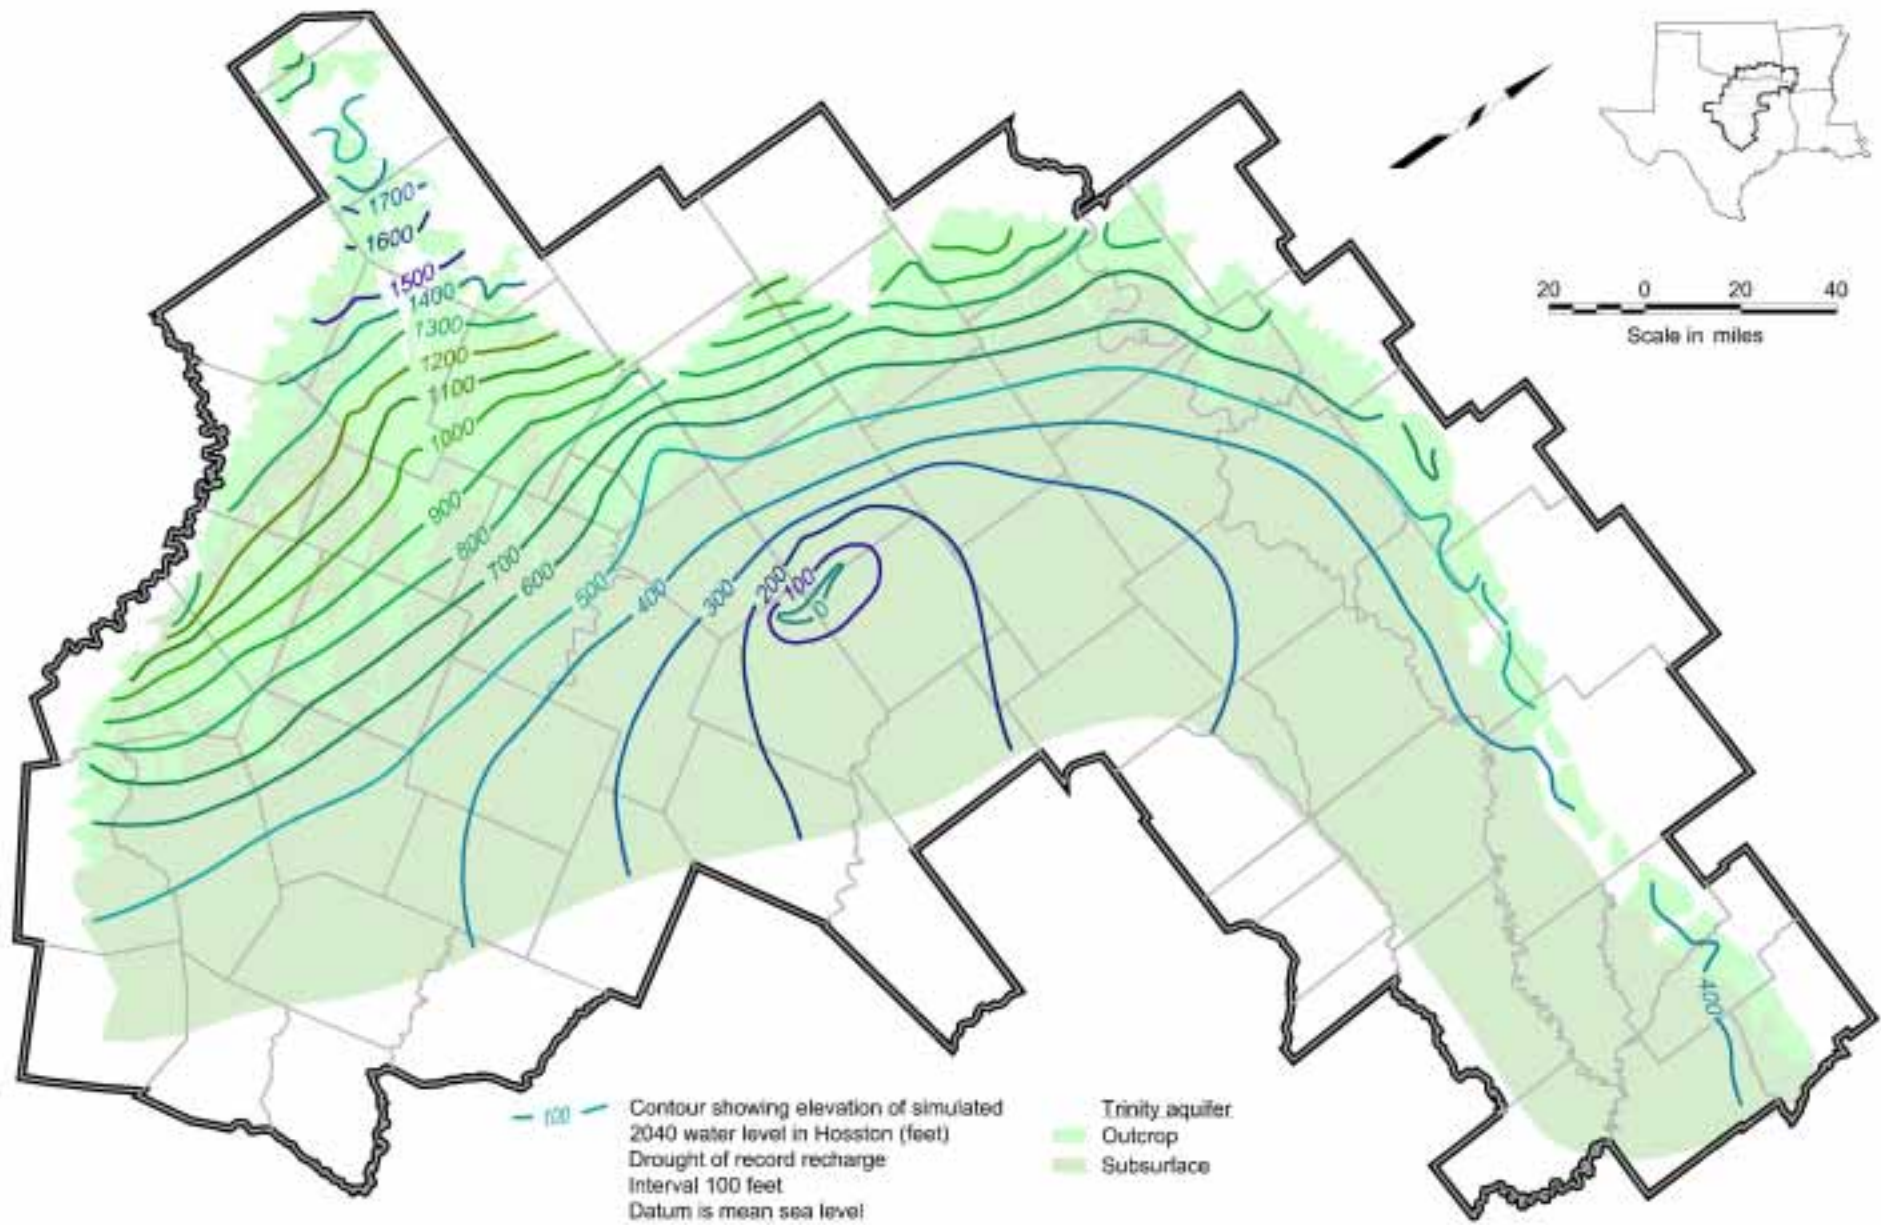 1700
1600
1500
1400
1300
1200
1100
1000
900
800
700
600
500
400
300
200
100
0
400
20 0 20 40
Scale in miles
100
Contour showing elevation of simulated
2040 water level in Hosston (feet)
Drought of record recharge
Interval 100 feet
Datum is mean sea level
Trinity aquifer
Outcrop
Subsurface